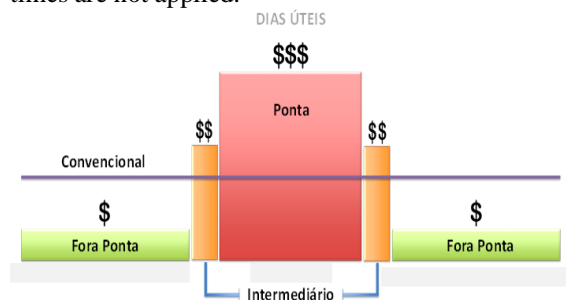 times are not applied.
DIAS ÚTEIS
$$$
Ponta
$$
$$
Convencional
$
$
Fora Ponta
Fora Ponta
Intermediário